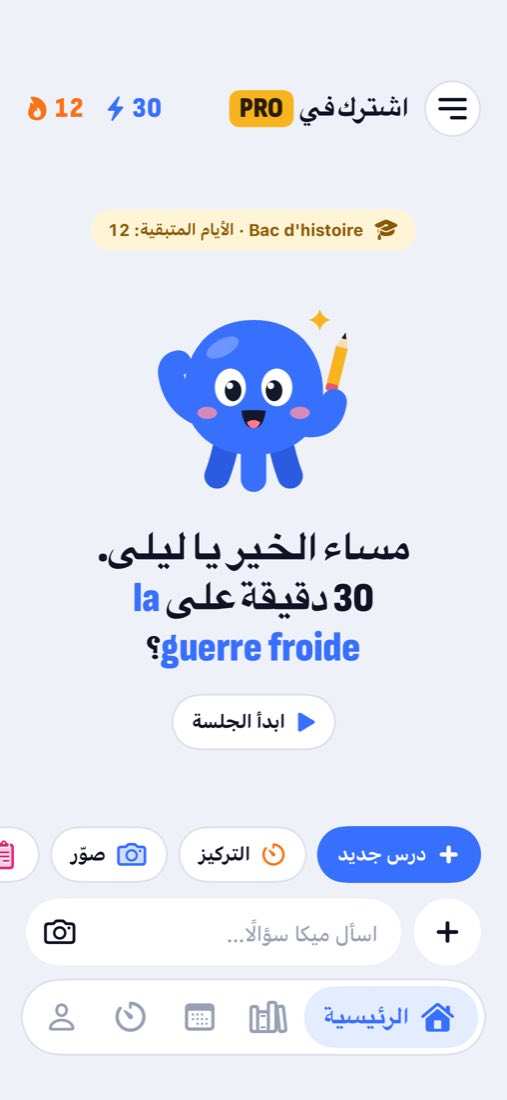 اشترك في PRO
30
12
Bac d'histoire · الأيام المتبقية: 12
مساء الخير يا ليلى.
30 دقيقة على la
guerre froide؟
ابدأ الجلسة
درس جديد
التركيز
صوّر
اسأل ميكا سؤالًا...
الرئيسية